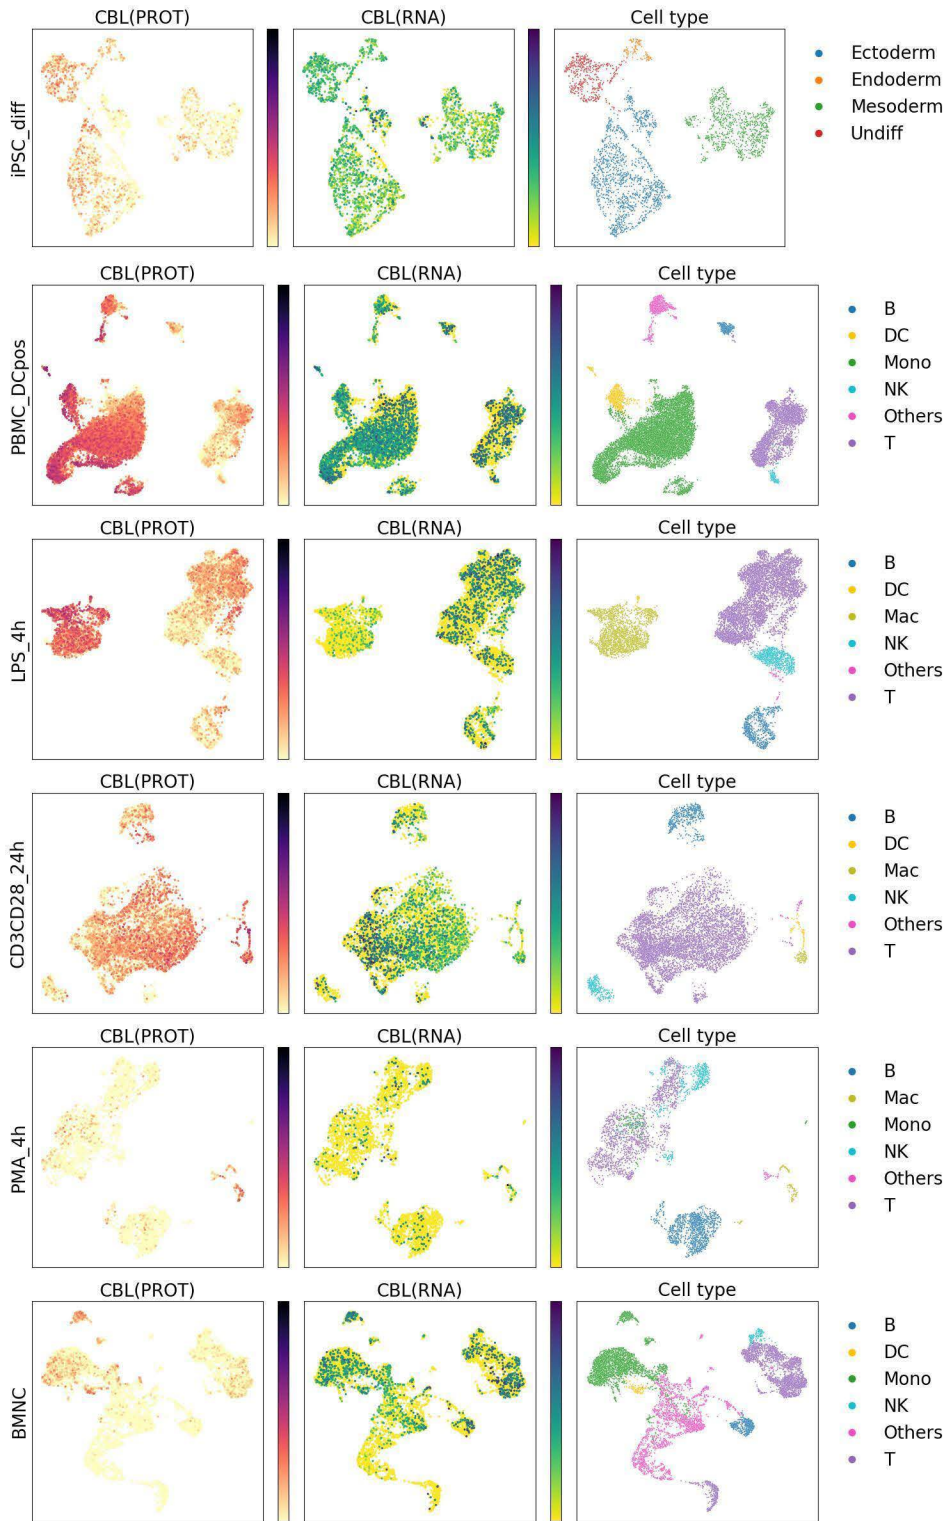 CBL(PROT) CBL(RNA) Cell type
iPSC_diff
Ectoderm
Endoderm
Mesoderm
Undiff
CBL(PROT) CBL(RNA) Cell type
PBMC_DCpos
B
DC
Mono
NK
Others
T
CBL(PROT) CBL(RNA) Cell type
LPS_4h
B
DC
Mac
NK
Others
T
CBL(PROT) CBL(RNA) Cell type
CD3CD28_24h
B
DC
Mac
NK
Others
T
CBL(PROT) CBL(RNA) Cell type
PMA_4h
B
Mac
Mono
NK
Others
T
CBL(PROT) CBL(RNA) Cell type
BMNC
B
DC
Mono
NK
Others
T